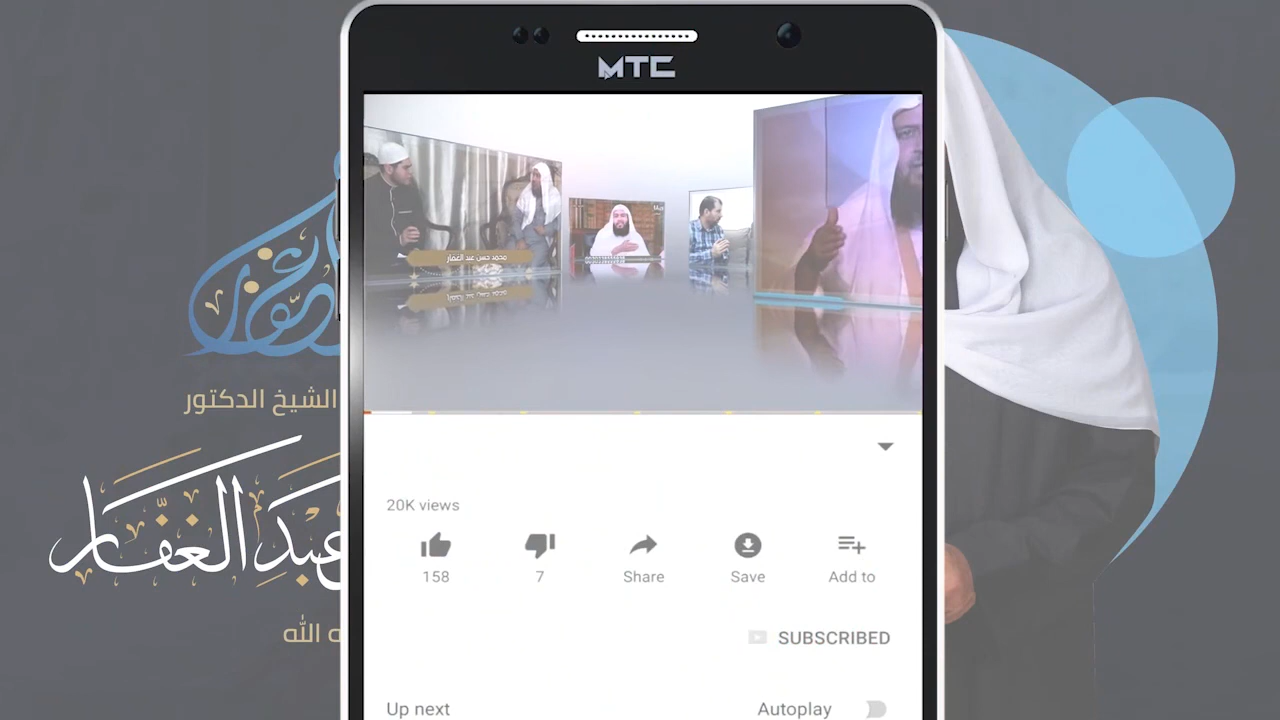 MTC
محمد حسن عبد الغفار
الشيخ الدكتور
عبد الغفار
ه الله
20K views
158
7
Share
Save
Add to
SUBSCRIBED
Up next
Autoplay